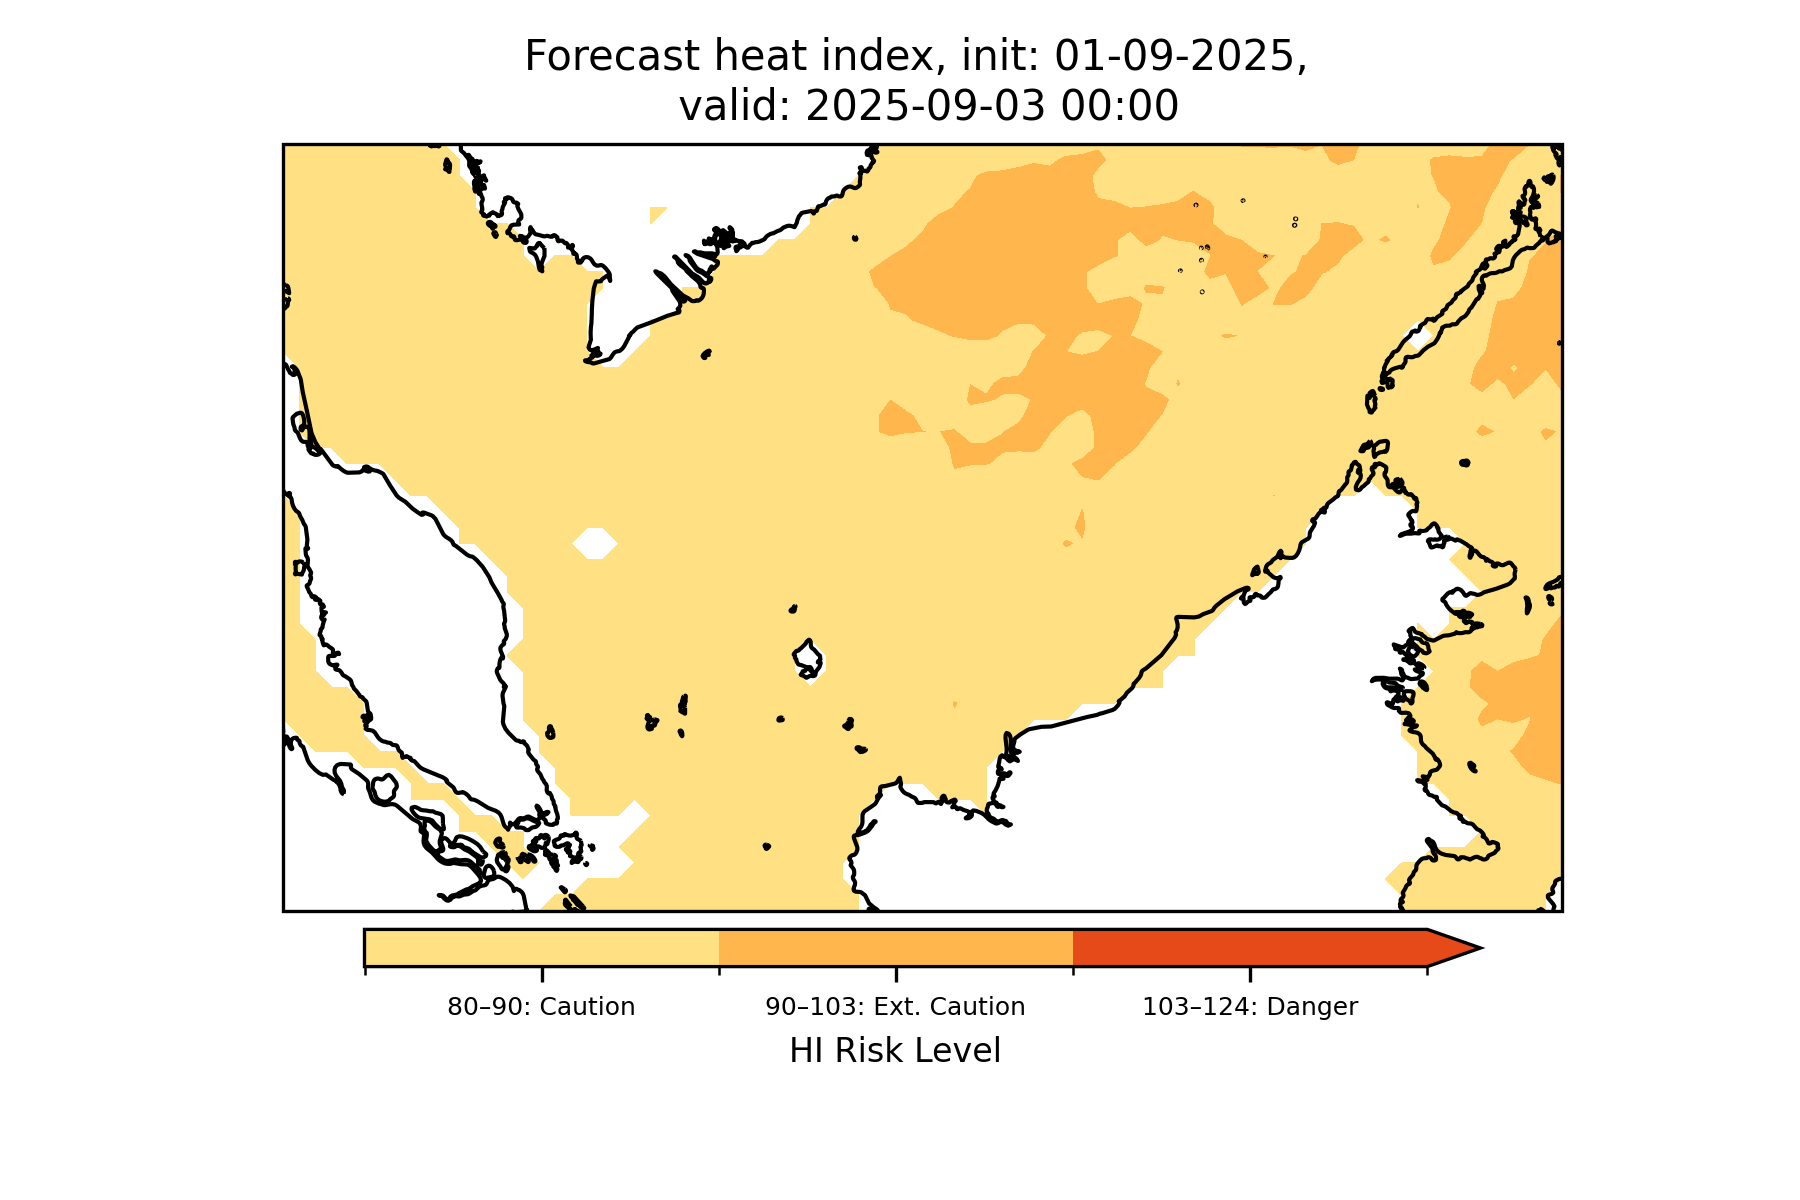 Forecast heat index, init: 01-09-2025,
valid: 2025-09-03 00:00
80–90: Caution
90–103: Ext. Caution
103–124: Danger
HI Risk Level